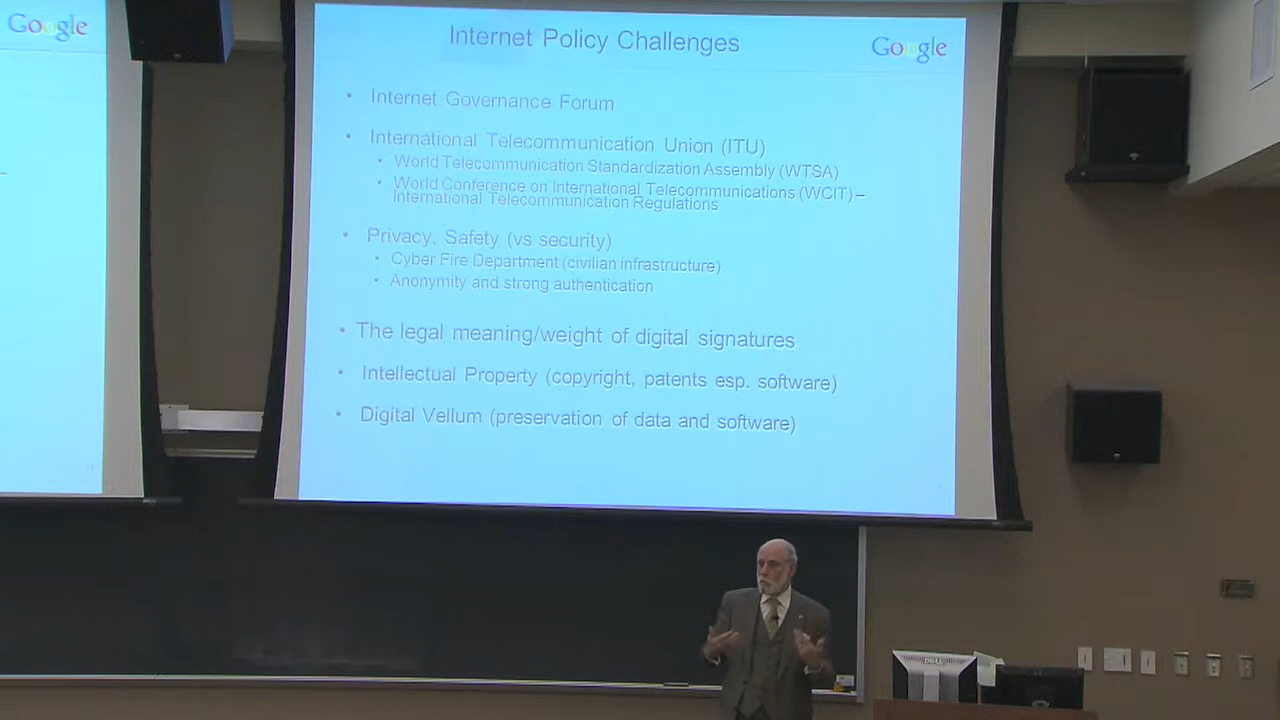 Google
Internet Policy Challenges
Google
• Internet Governance Forum
• International Telecommunication Union (ITU)
• World Telecommunication Standardization Assembly (WTSA)
• World Conference on International Telecommunications (WCIT) –
International Telecommunication Regulations
• Privacy, Safety (vs security)
• Cyber Fire Department (civilian infrastructure)
• Anonymity and strong authentication
• The legal meaning/weight of digital signatures
• Intellectual Property (copyright, patents esp. software)
• Digital Vellum (preservation of data and software)
DELL